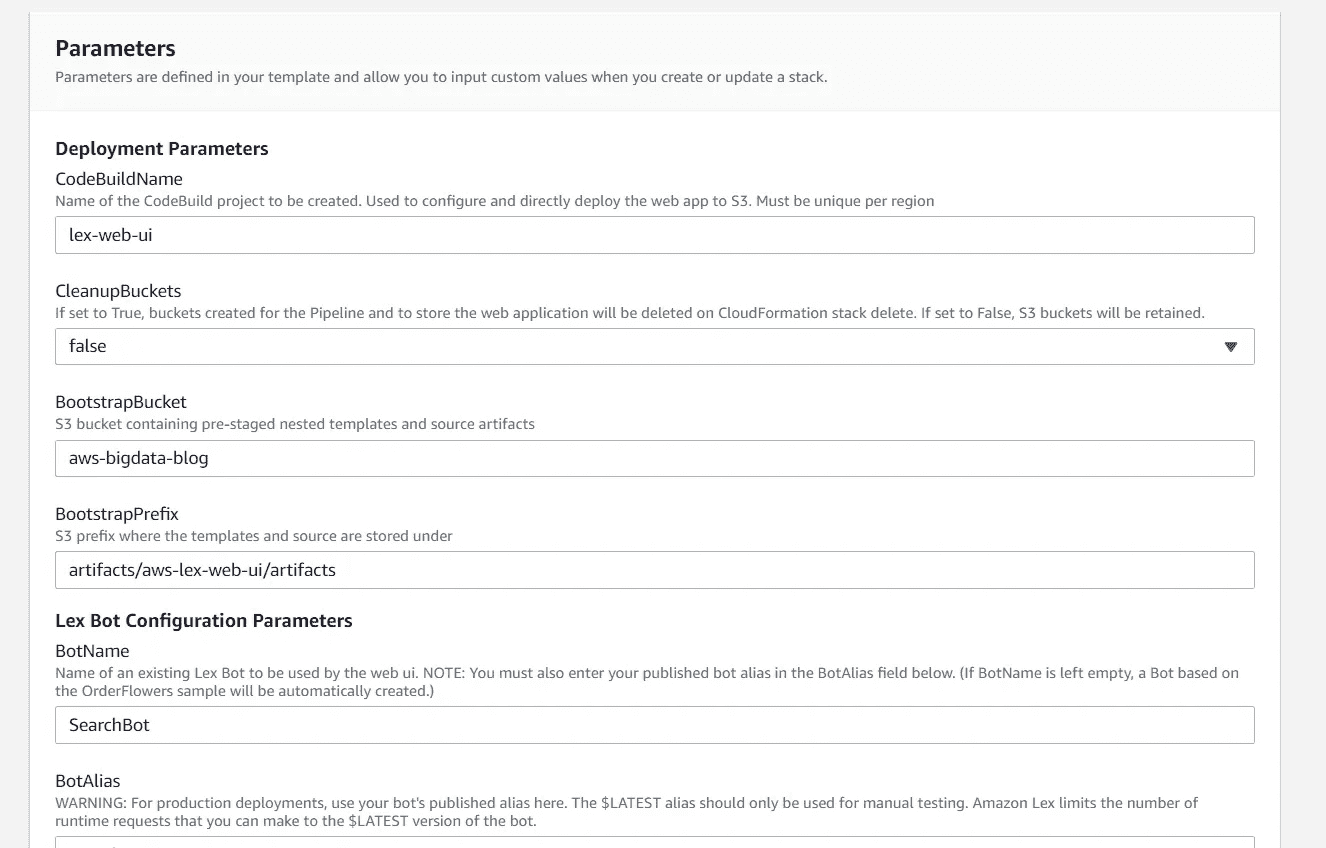 Parameters
Parameters are defined in your template and allow you to input custom values when you create or update a stack.
Deployment Parameters
CodeBuildName
Name of the CodeBuild project to be created. Used to configure and directly deploy the web app to S3. Must be unique per region
lex-web-ui
CleanupBuckets
If set to True, buckets created for the Pipeline and to store the web application will be deleted on CloudFormation stack delete. If set to False, S3 buckets will be retained.
false
BootstrapBucket
S3 bucket containing pre-staged nested templates and source artifacts
aws-bigdata-blog
BootstrapPrefix
S3 prefix where the templates and source are stored under
artifacts/aws-lex-web-ui/artifacts
Lex Bot Configuration Parameters
BotName
Name of an existing Lex Bot to be used by the web ui. NOTE: You must also enter your published bot alias in the BotAlias field below. (If BotName is left empty, a Bot based on
the OrderFlowers sample will be automatically created.)
SearchBot
BotAlias
WARNING: For production deployments, use your bot's published alias here. The $LATEST alias should only be used for manual testing. Amazon Lex limits the number of
runtime requests that you can make to the $LATEST version of the bot.